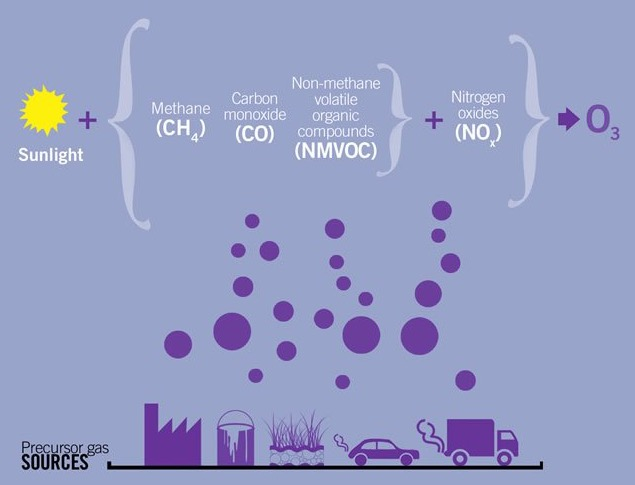 Sunlight
+
Methane
(CH₄)
Carbon
monoxide
(CO)
Non-methane
volatile
organic
compounds
(NMVOC)
+
Nitrogen
oxides
(NOₓ)
O₃
Precursor gas
SOURCES